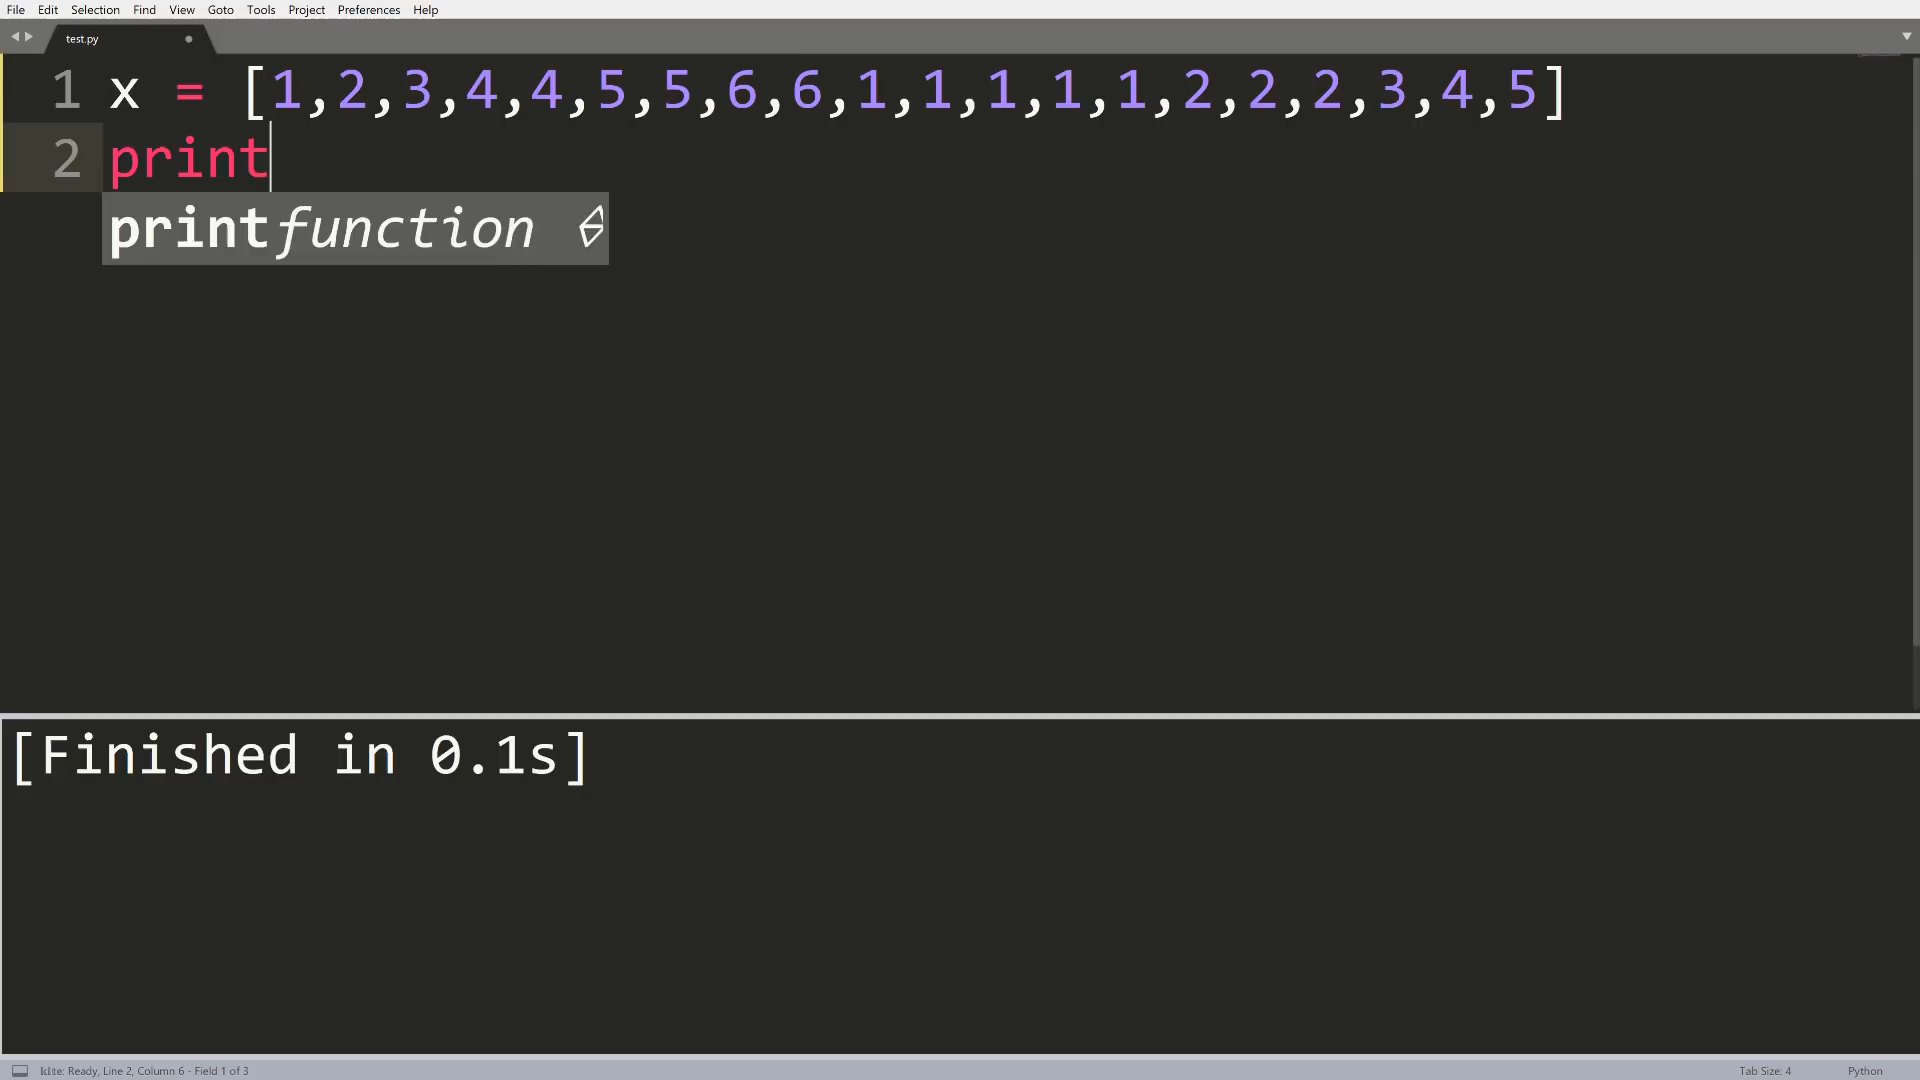 File Edit Selection Find View Goto Tools Project Preferences Help
test.py
1 x = [1,2,3,4,4,5,5,6,6,1,1,1,1,1,2,2,2,3,4,5]
2 print
printfunction
[Finished in 0.1s]
kite: Ready, Line 2, Column 6 - Field 1 of 3 Tab Size: 4 Python